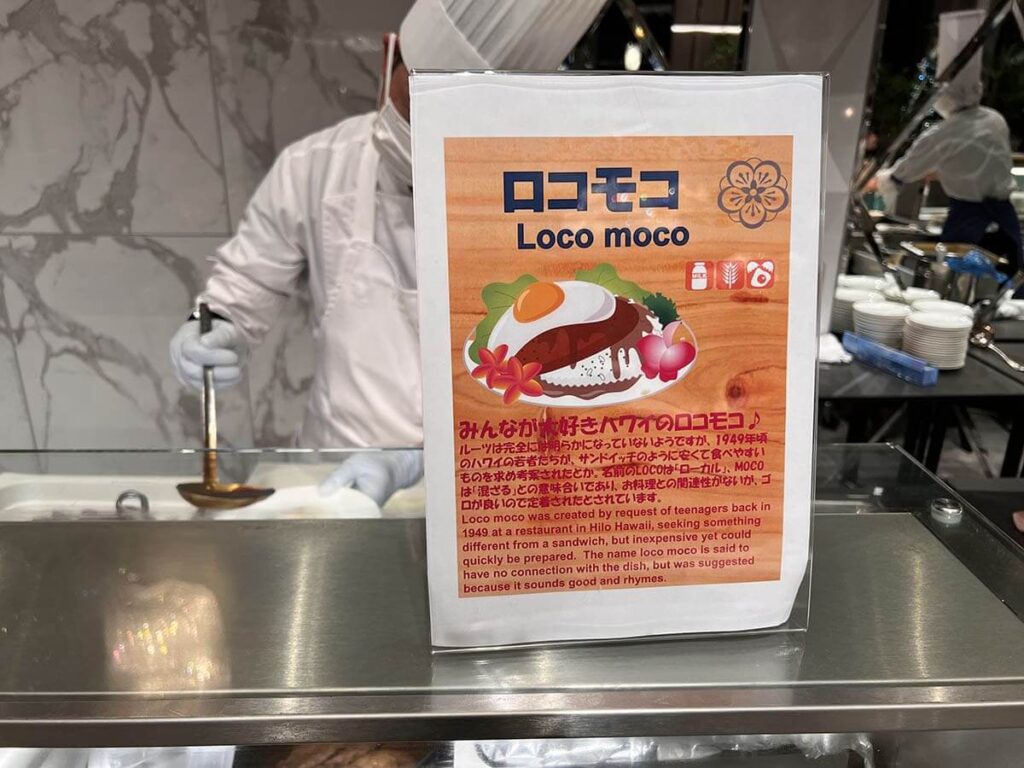 ロコモコ
Loco moco
MILK
みんなが大好きハワイのロコモコ♪
ルーツは完全には明らかになっていないようですが、1949年頃
のハワイの若者たちが、サンドイッチのように安くて食べやすい
ものを求め考案されたとか。名前のLOCOは「ローカル」、MOCO
は「混ざる」との意味合いであり、お料理との関連性がないが、ゴ
ロが良いので定着されたとされています。
Loco moco was created by request of teenagers back in
1949 at a restaurant in Hilo Hawaii, seeking something
different from a sandwich, but inexpensive yet could
quickly be prepared. The name loco moco is said to
have no connection with the dish, but was suggested
because it sounds good and rhymes.